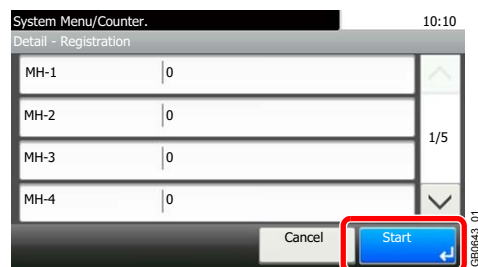 System Menu/Counter. 10:10
Detail - Registration
MH-1 0
MH-2 0
1/5
MH-3 0
MH-4 0
Cancel Start
GB0643_01